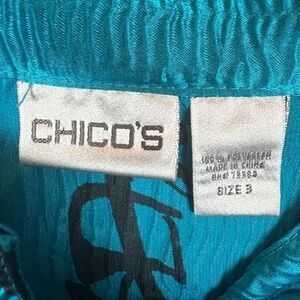 CHICO'S
100% POLYESTER
MADE IN CHINA
SIZE 3